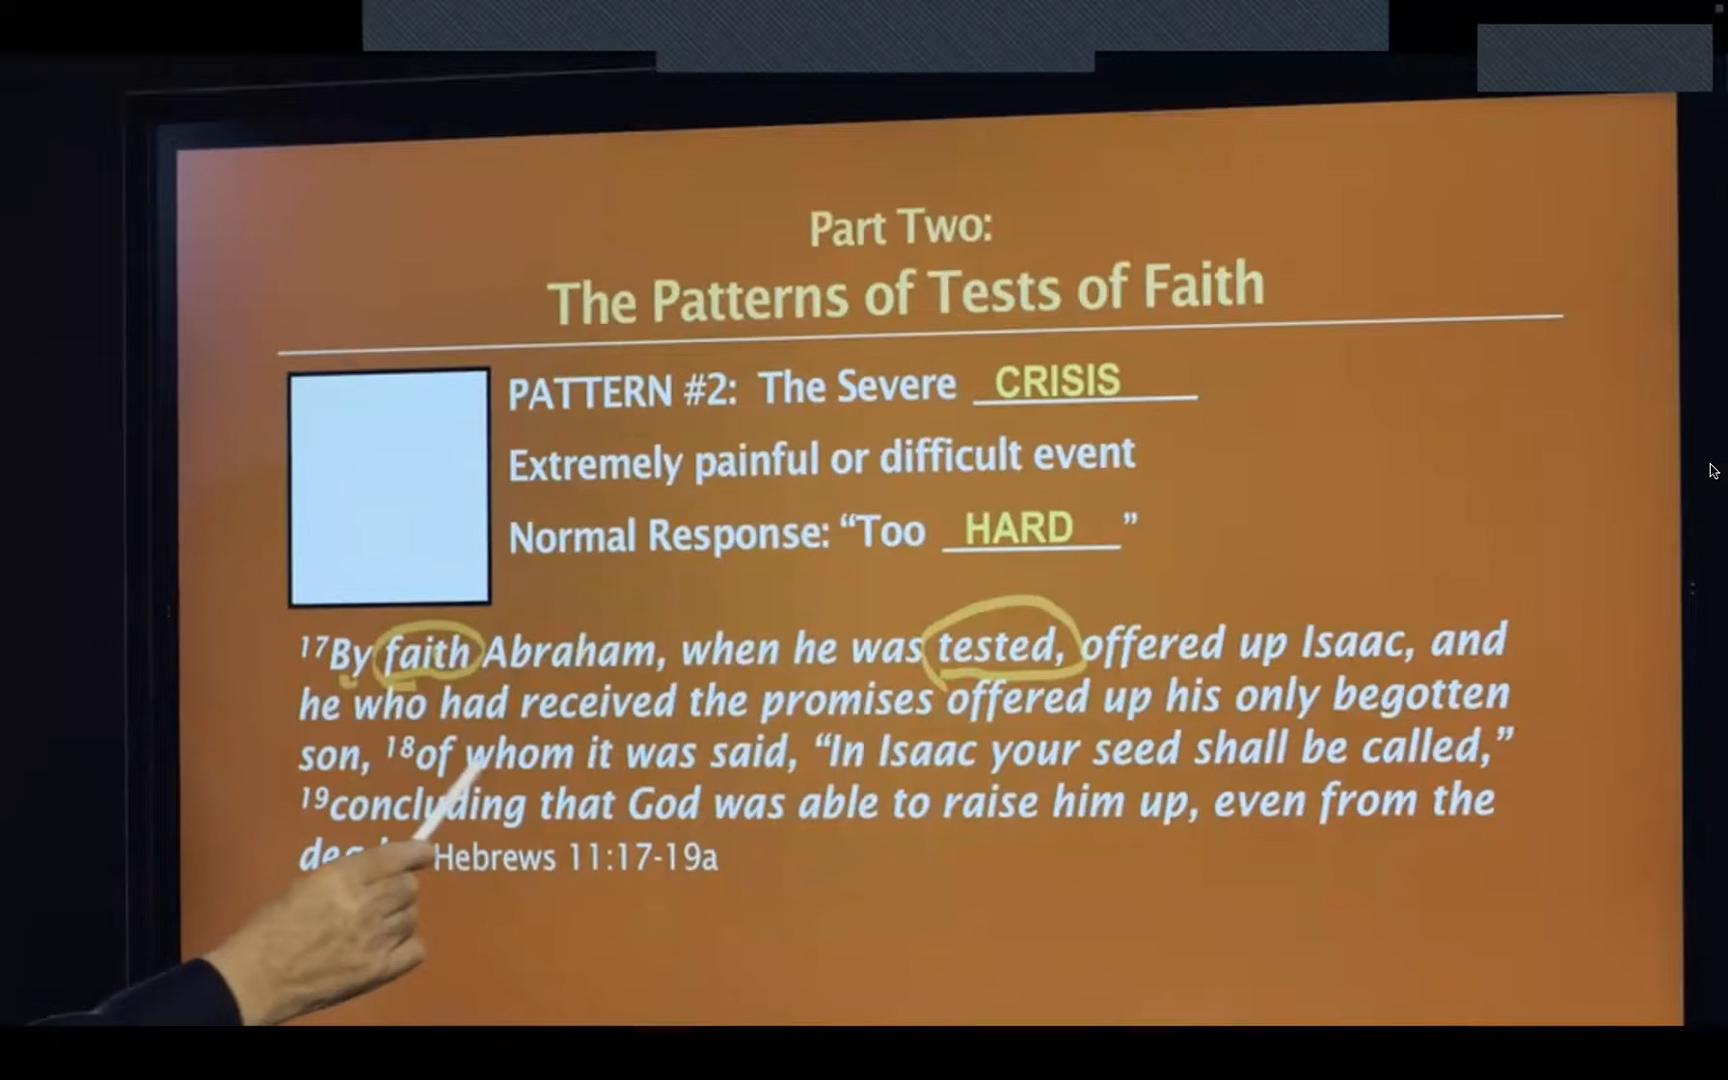 Part Two:
The Patterns of Tests of Faith
PATTERN #2: The Severe CRISIS
Extremely painful or difficult event
Normal Response: “Too HARD ”
17By faith Abraham, when he was tested, offered up Isaac, and
he who had received the promises offered up his only begotten
son, 18of whom it was said, “In Isaac your seed shall be called,”
19concluding that God was able to raise him up, even from the
Hebrews 11:17-19a